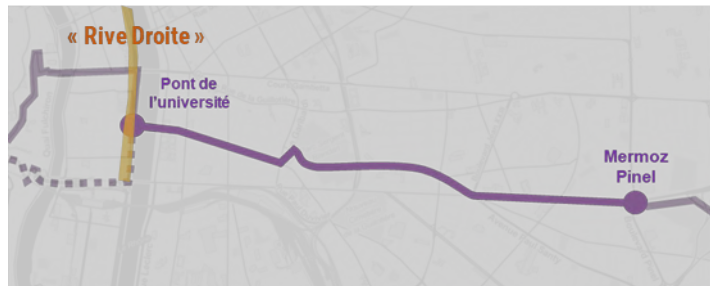 « Rive Droite »
Pont de
l'université
Mermoz
Pinel